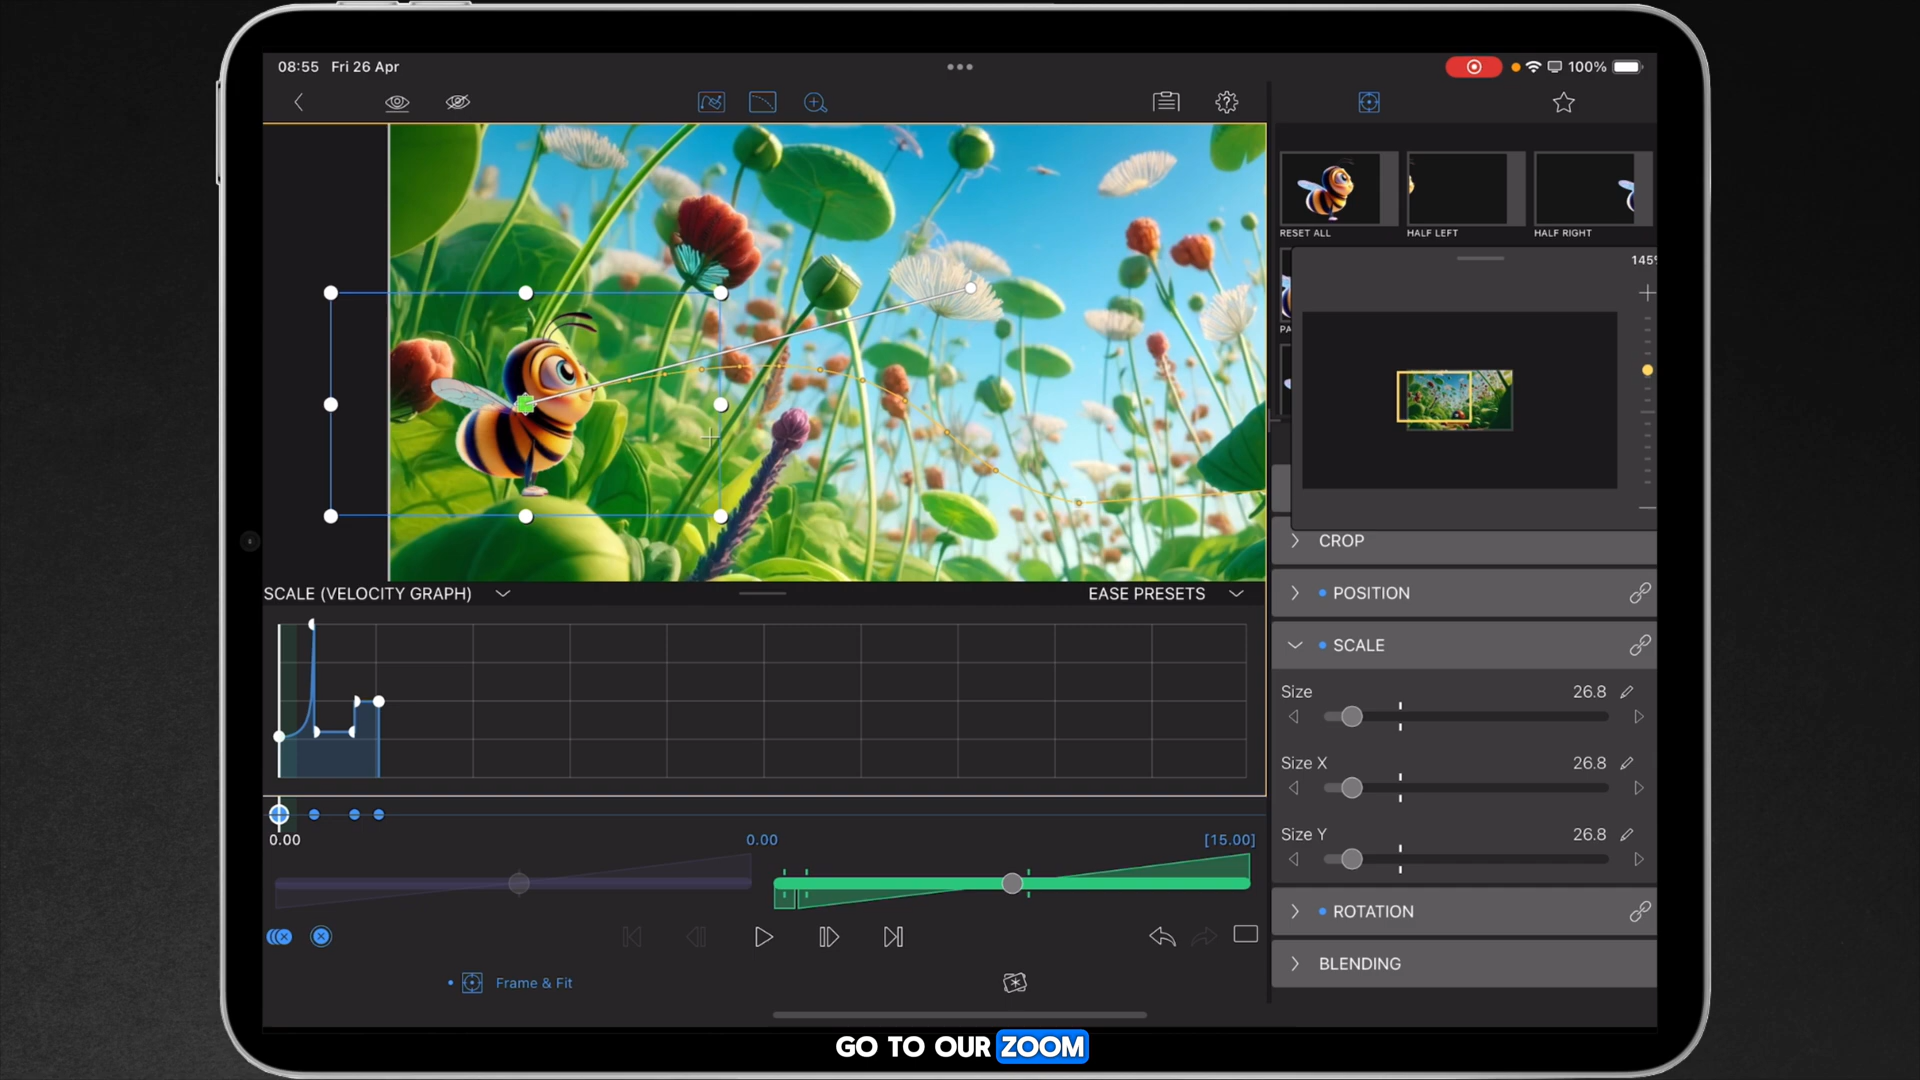 08:55 Fri 26 Apr
100%
RESET ALL
HALF LEFT
HALF RIGHT
145%
PA
CROP
SCALE (VELOCITY GRAPH)
EASE PRESETS
POSITION
SCALE
Size 26.8
Size X 26.8
Size Y 26.8
0.00
0.00
[15.00]
ROTATION
BLENDING
Frame & Fit
GO TO OUR ZOOM